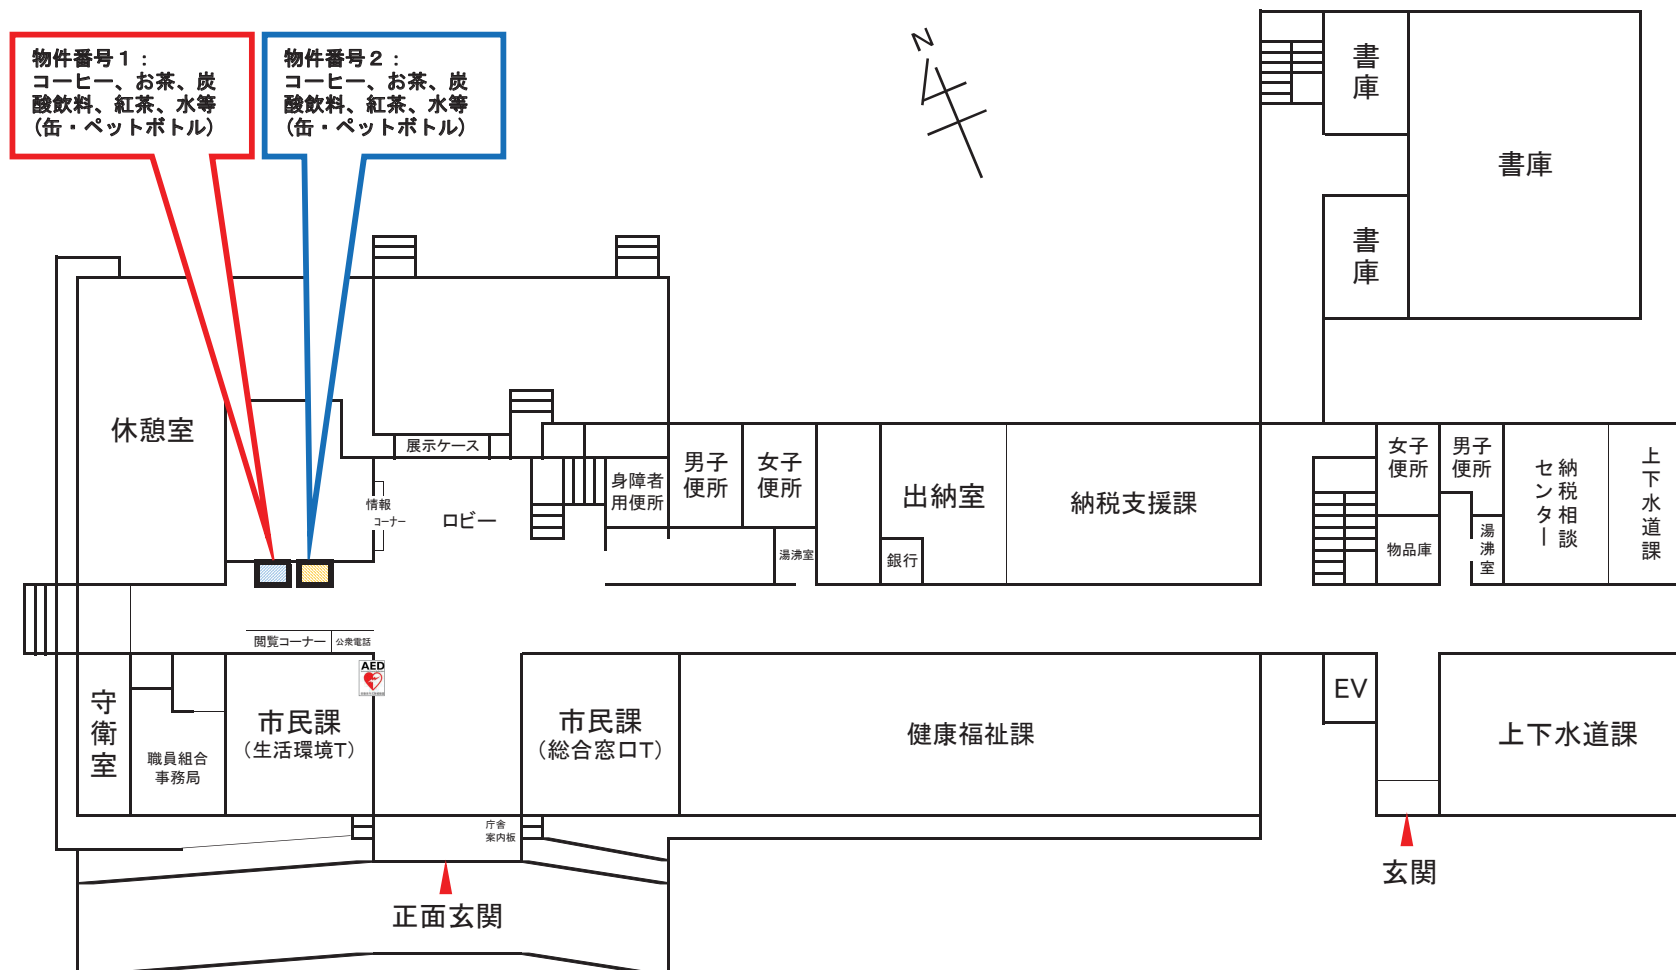 物件番号１：
コーヒー、お茶、炭
酸飲料、紅茶、水等
(缶・ペットボトル)
物件番号２：
コーヒー、お茶、炭
酸飲料、紅茶、水等
(缶・ペットボトル)
N
書庫
書庫
書庫
休憩室
展示ケース
情報
コーナー
ロビー
身障者
用便所
男子
便所
女子
便所
湯沸室
出納室
銀行
納税支援課
女子
便所
男子
便所
物品庫
湯沸室
納税相談
センター
上下水道課
閲覧コーナー
公衆電話
AED
守衛室
職員組合
事務局
市民課
（生活環境T）
市民課
（総合窓口T）
健康福祉課
EV
上下水道課
庁舎
案内板
正面玄関
玄関